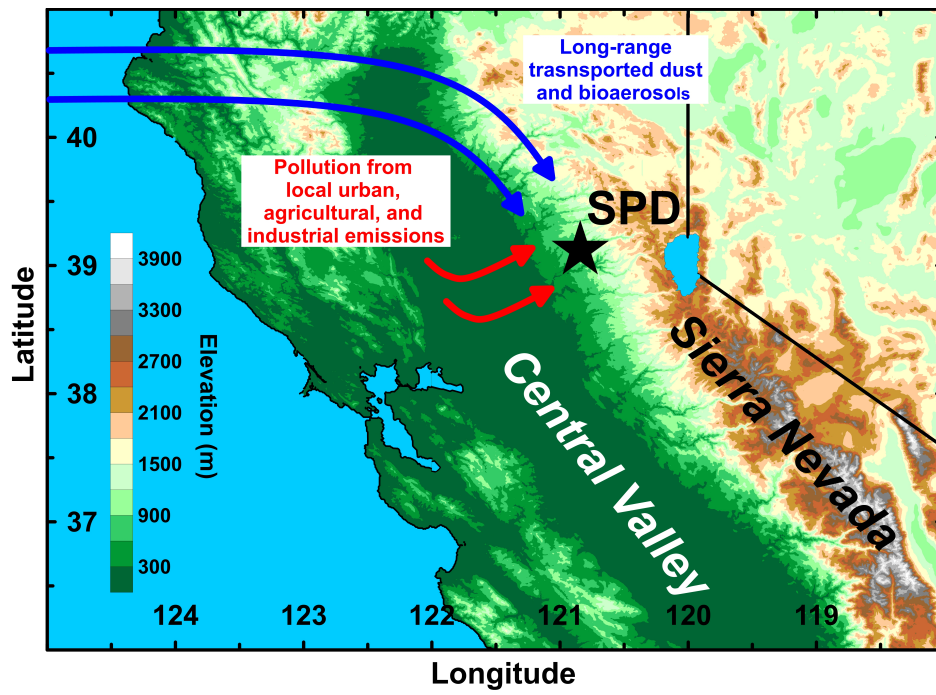 Long-range
trasnsported dust
and bioaerosols
Pollution from
local urban,
agricultural, and
industrial emissions
SPD
Central Valley
Sierra Nevada
Latitude
40
39
38
37
Elevation (m)
3900
3300
2700
2100
1500
900
300
124
123
122
121
120
119
Longitude